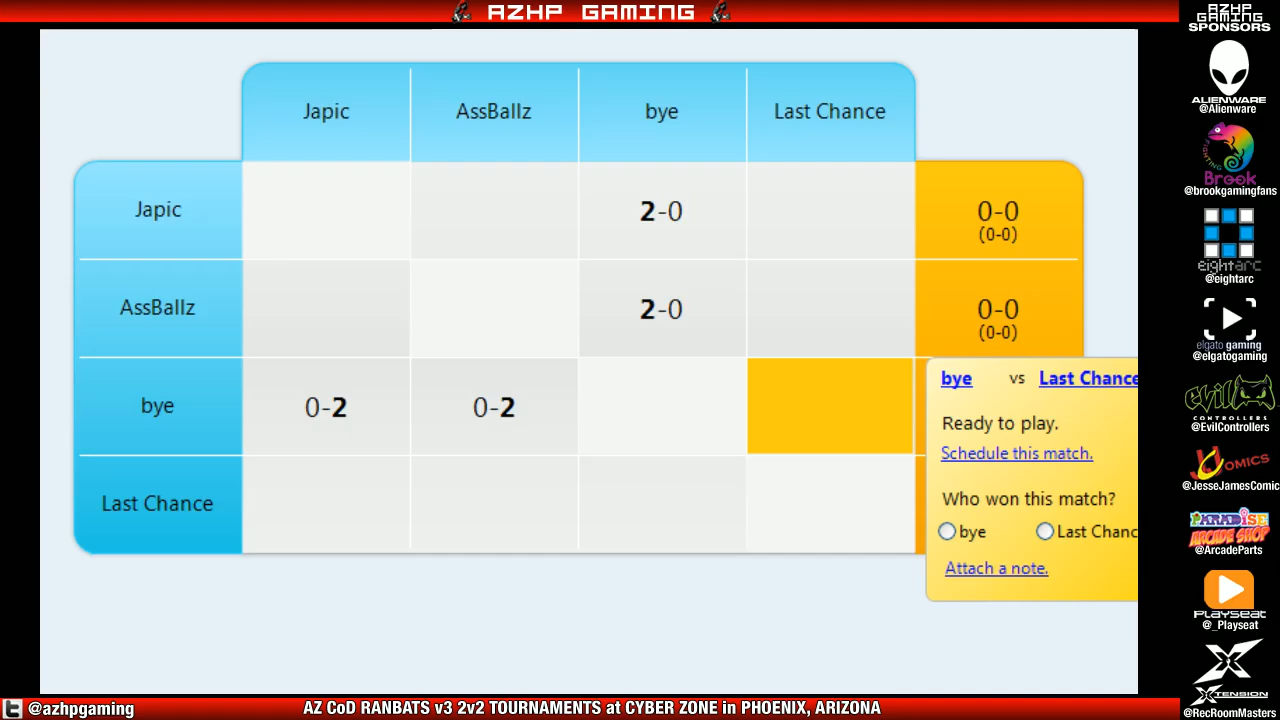 AZHP GAMING
AZHP
GAMING
SPONSORS
Japic
AssBallz
bye
Last Chance
Japic
2-0
0-0
(0-0)
AssBallz
2-0
0-0
(0-0)
bye
0-2
0-2
Last Chance
bye vs Last Chance
Ready to play.
Schedule this match.
Who won this match?
bye
Last Chanc
Attach a note.
ALIENWARE
@Alienware
FIGHTING
Brook
@brookgamingfans
eightarc
@eightarc
elgato gaming
@elgatogaming
evil
CONTROLLERS
@EvilControllers
COMICS
@JesseJamesComic
PARADISE
ARCADE SHOP
@ArcadeParts
PLAYSEAT
@_Playseat
XTENSION
@RecRoomMasters
@azhpgaming
AZ CoD RANBATS v3 2v2 TOURNAMENTS at CYBER ZONE in PHOENIX, ARIZONA